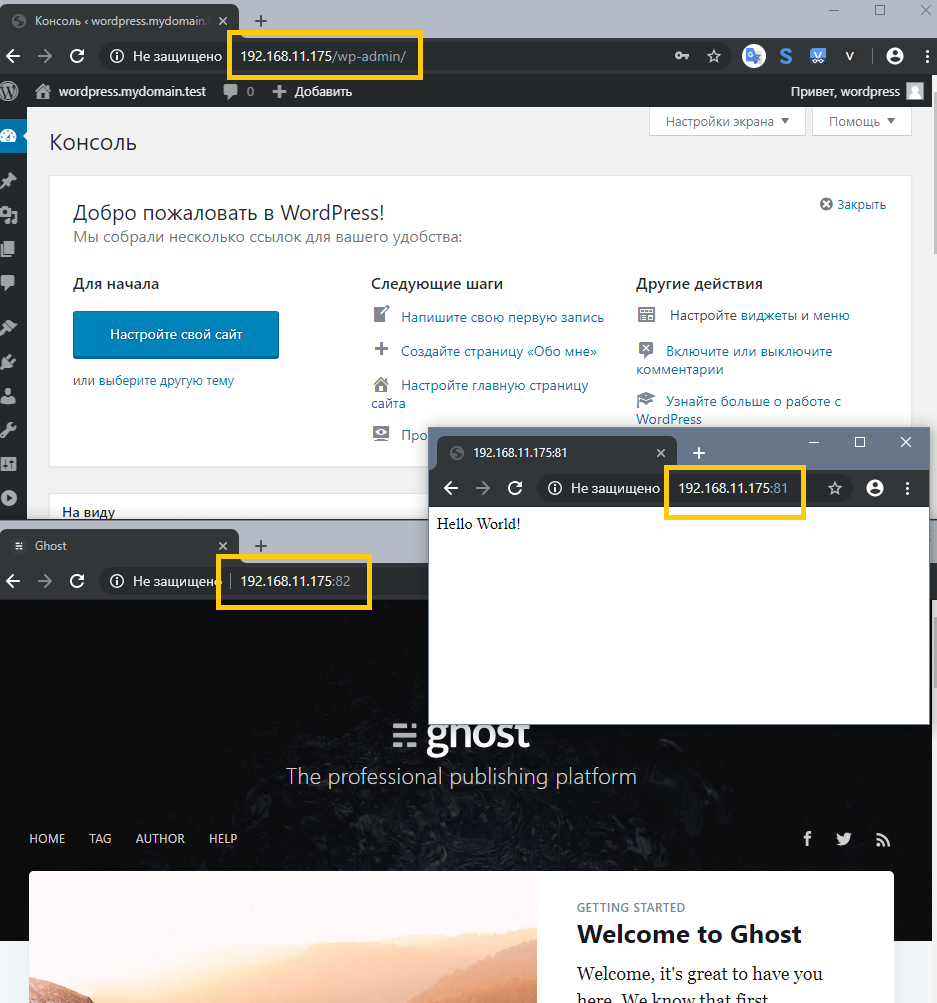 Консоль ‹ wordpress.mydomain.
Не защищено
192.168.11.175/wp-admin/
S
V
wordpress.mydomain.test
0
Добавить
Привет, wordpress
Настройки экрана
Помощь
Консоль
Добро пожаловать в WordPress!
Закрыть
Мы собрали несколько ссылок для вашего удобства:
Для начала
Настройте свой сайт
или выберите другую тему
Следующие шаги
Напишите свою первую запись
Создайте страницу «Обо мне»
Настройте главную страницу
сайта
Про
Другие действия
Настройте виджеты и меню
Включите или выключите
комментарии
Узнайте больше о работе с
WordPress
На виду
192.168.11.175:81
Не защищено
192.168.11.175:81
Hello World!
Ghost
Не защищено
192.168.11.175:82
ghost
The professional publishing platform
HOME
TAG
AUTHOR
HELP
GETTING STARTED
Welcome to Ghost
Welcome, it's great to have you
here. We know that first